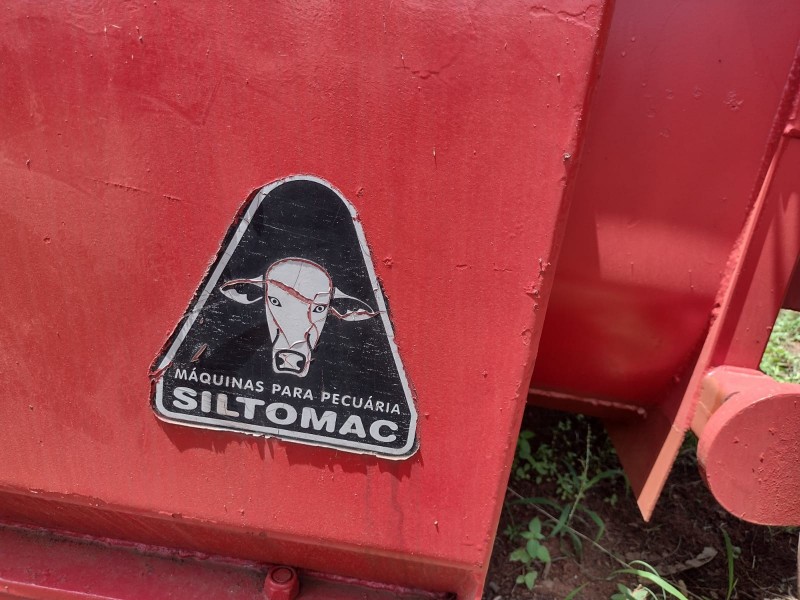 MÁQUINAS PARA PECUÁRIA
SILTOMAC